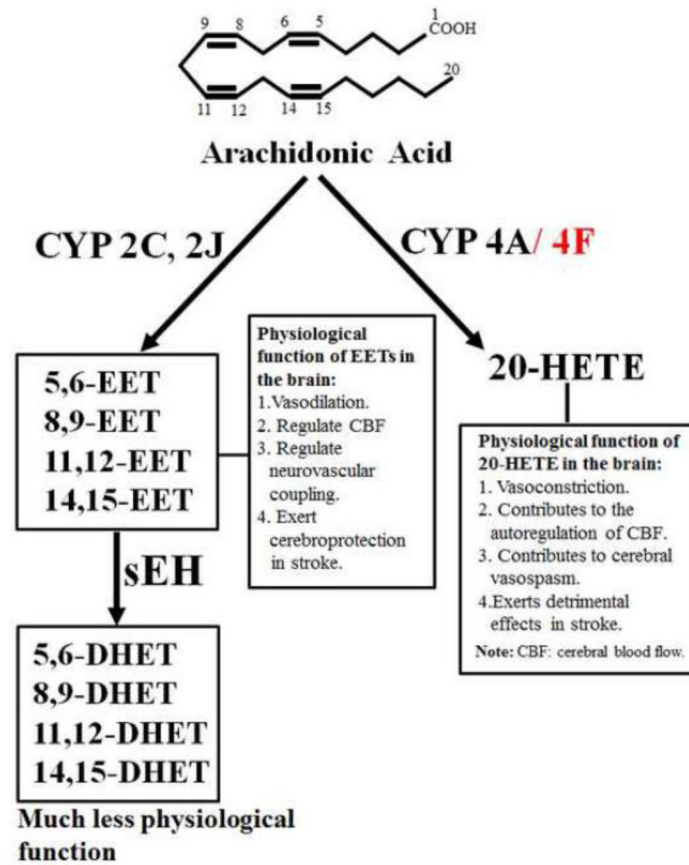 9 8 6 5 1
COOH
20
11 12 14 15
Arachidonic Acid
CYP 2C, 2J
CYP 4A/ 4F
5,6-EET
8,9-EET
11,12-EET
14,15-EET
Physiological
function of EETs in
the brain:
1.Vasodilation.
2. Regulate CBF
3. Regulate
neurovascular
coupling.
4. Exert
cerebroprotection
in stroke.
20-HETE
Physiological function of
20-HETE in the brain:
1. Vasoconstriction.
2. Contributes to the
autoregulation of CBF.
3. Contributes to cerebral
vasospasm.
4.Exerts detrimental
effects in stroke.
Note: CBF: cerebral blood flow.
sEH
5,6-DHET
8,9-DHET
11,12-DHET
14,15-DHET
Much less physiological
function